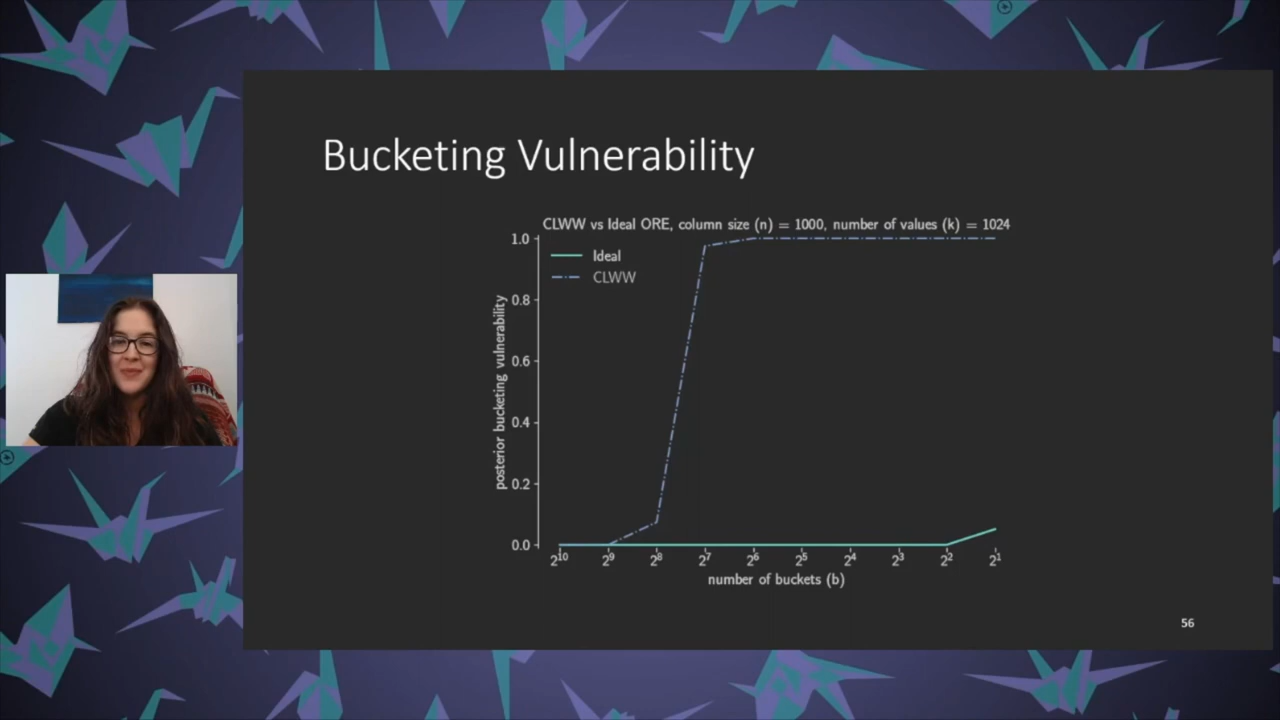 Bucketing Vulnerability
CLWW vs Ideal ORE, column size (n) = 1000, number of values (k) = 1024
Ideal
CLWW
posterior bucketing vulnerability
1.0
0.8
0.6
0.4
0.2
0.0
2^10 2^9 2^8 2^7 2^6 2^5 2^4 2^3 2^2 2^1
number of buckets (b)
56